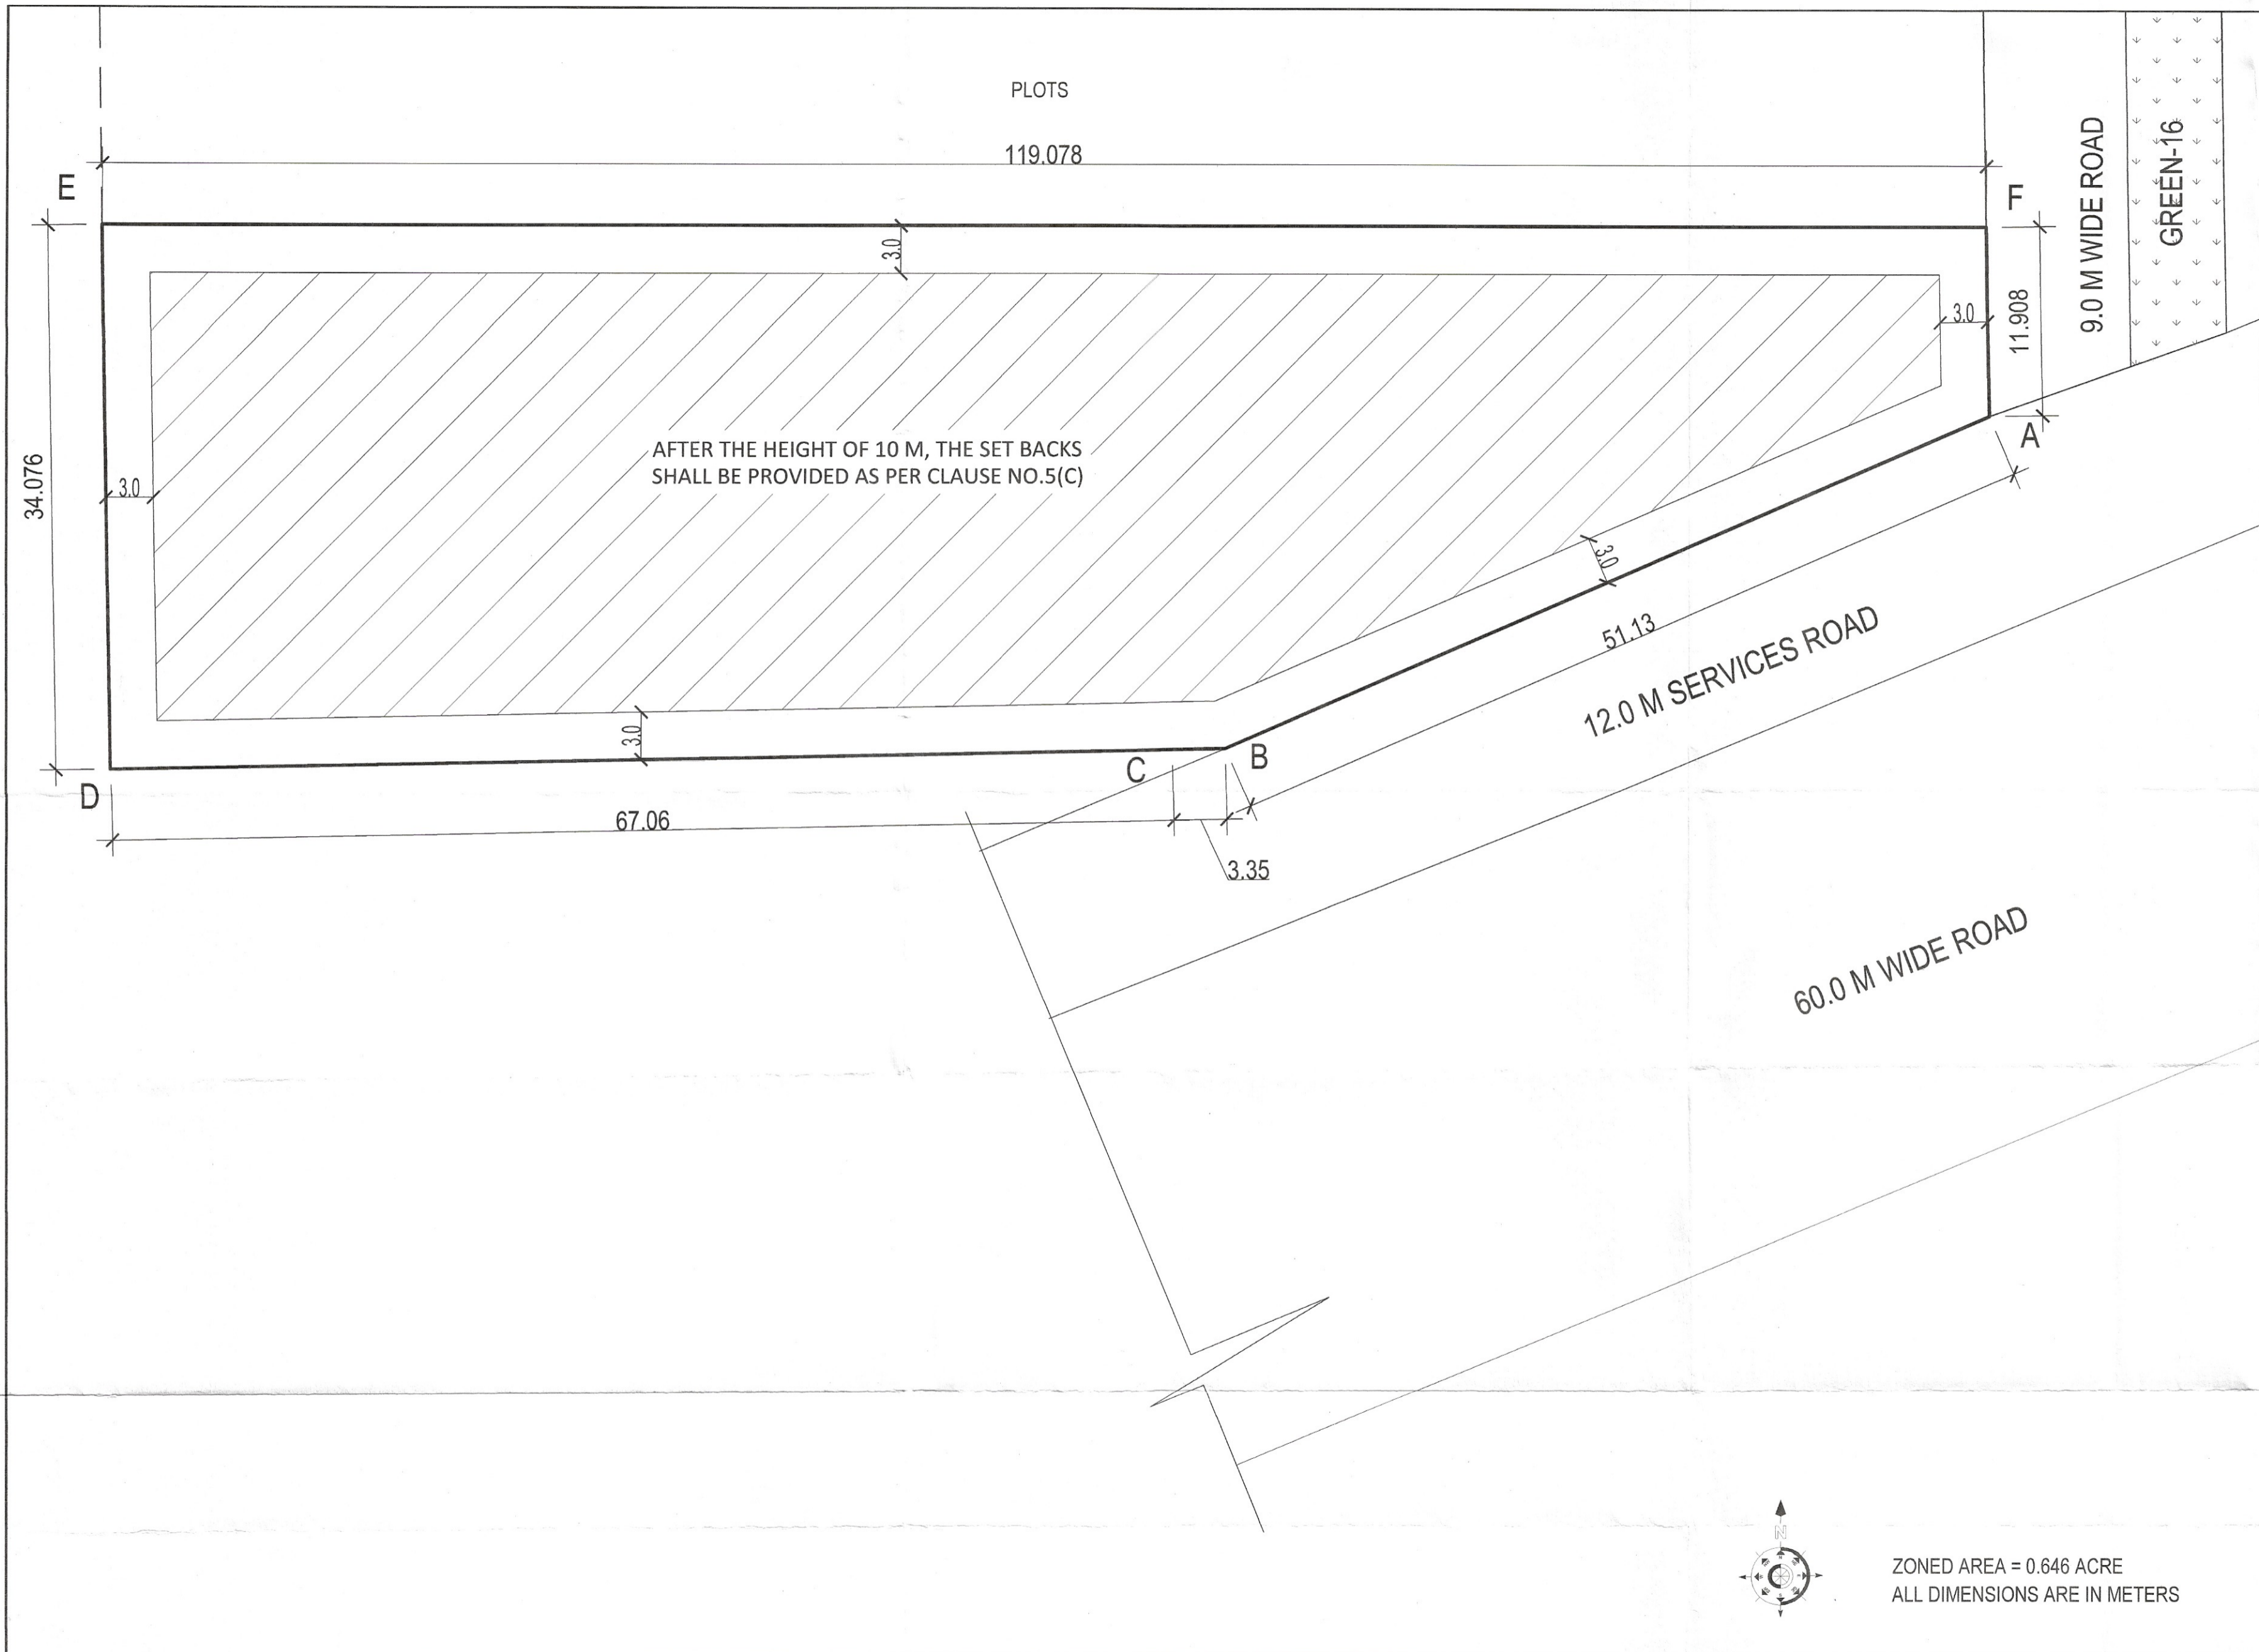 PLOTS
119.078
E
F
9.0 M WIDE ROAD
GREEN-16
3.0
3.0
11.908
A
AFTER THE HEIGHT OF 10 M, THE SET BACKS
SHALL BE PROVIDED AS PER CLAUSE NO.5(C)
34.076
3.0
3.0
51.13
12.0 M SERVICES ROAD
3.0
C
B
D
67.06
3.35
60.0 M WIDE ROAD
N
ZONED AREA = 0.646 ACRE
ALL DIMENSIONS ARE IN METERS